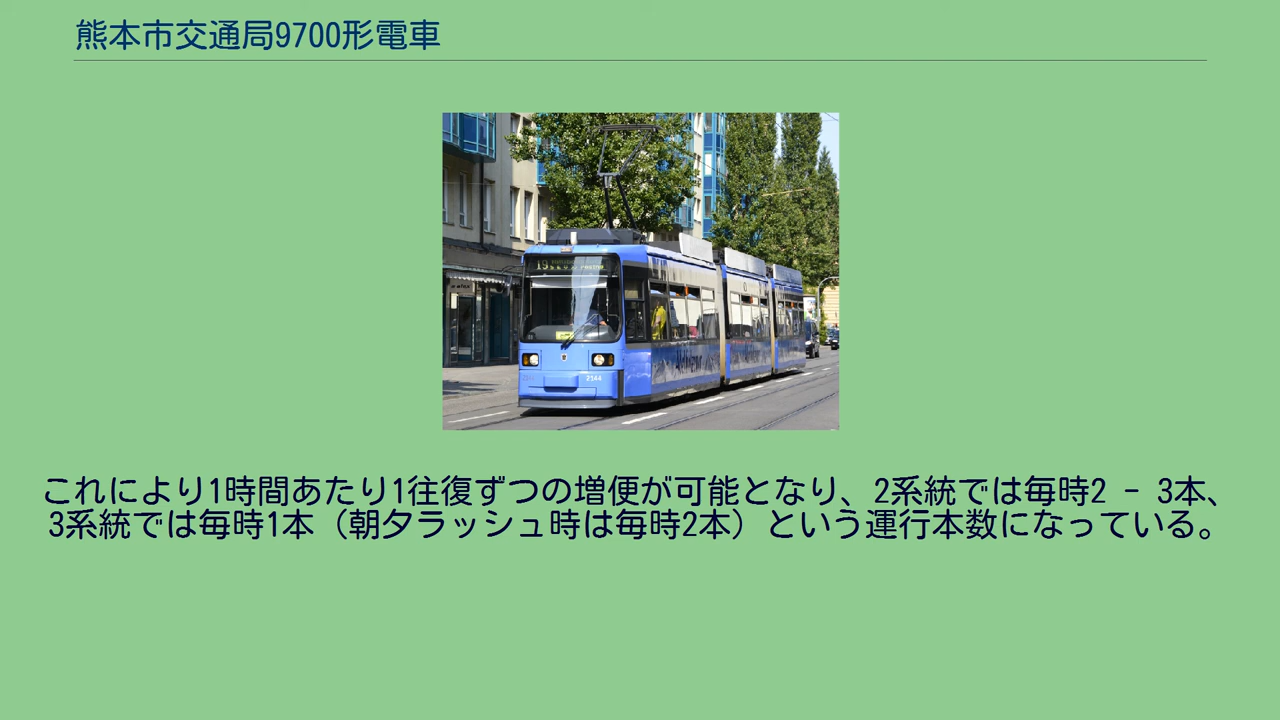 熊本市交通局9700形電車
19
2144
これにより1時間あたり1往復ずつの増便が可能となり、2系統では毎時2 - 3本、
3系統では毎時1本（朝夕ラッシュ時は毎時2本）という運行本数になっている。